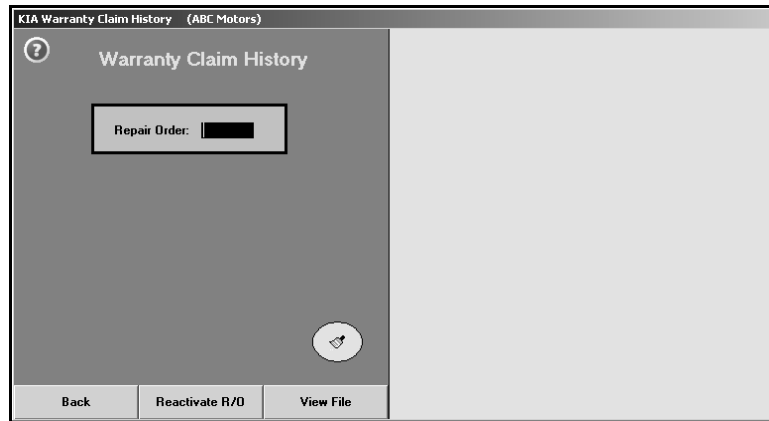 KIA Warranty Claim History (ABC Motors)
?
Warranty Claim History
Repair Order:
Back Reactivate R/O View File